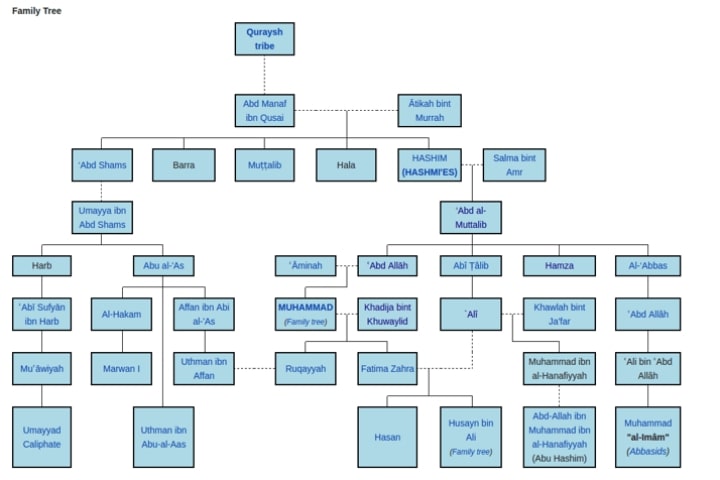 Family Tree
Quraysh
tribe
Abd Manaf
ibn Qusai
Ātikah bint
Murrah
ʿAbd Shams
Barra
Muṭṭalib
Hala
HASHIM
(HASHMI'ES)
Salma bint
Amr
Umayya ibn
Abd Shams
ʿAbd al-
Muttalib
Harb
Abu al-ʿAs
ʾĀminah
ʿAbd Allāh
Abī Ṭālib
Hamza
Al-ʿAbbas
ʾAbī Sufyān
ibn Harb
Al-Hakam
Affan ibn Abi
al-ʿAs
MUHAMMAD
(Family tree)
Khadija bint
Khuwaylid
ʿAlī
Khawlah bint
Ja'far
ʿAbd Allāh
Muʿāwiyah
Marwan I
Uthman ibn
Affan
Ruqayyah
Fatima Zahra
Muhammad ibn
al-Hanafiyyah
ʿAli bin ʿAbd
Allāh
Umayyad
Caliphate
Uthman ibn
Abu-al-Aas
Hasan
Husayn bin
Ali
(Family tree)
Abd-Allah ibn
Muhammad ibn
al-Hanafiyyah
(Abu Hashim)
Muhammad
"al-Imām"
(Abbasids)